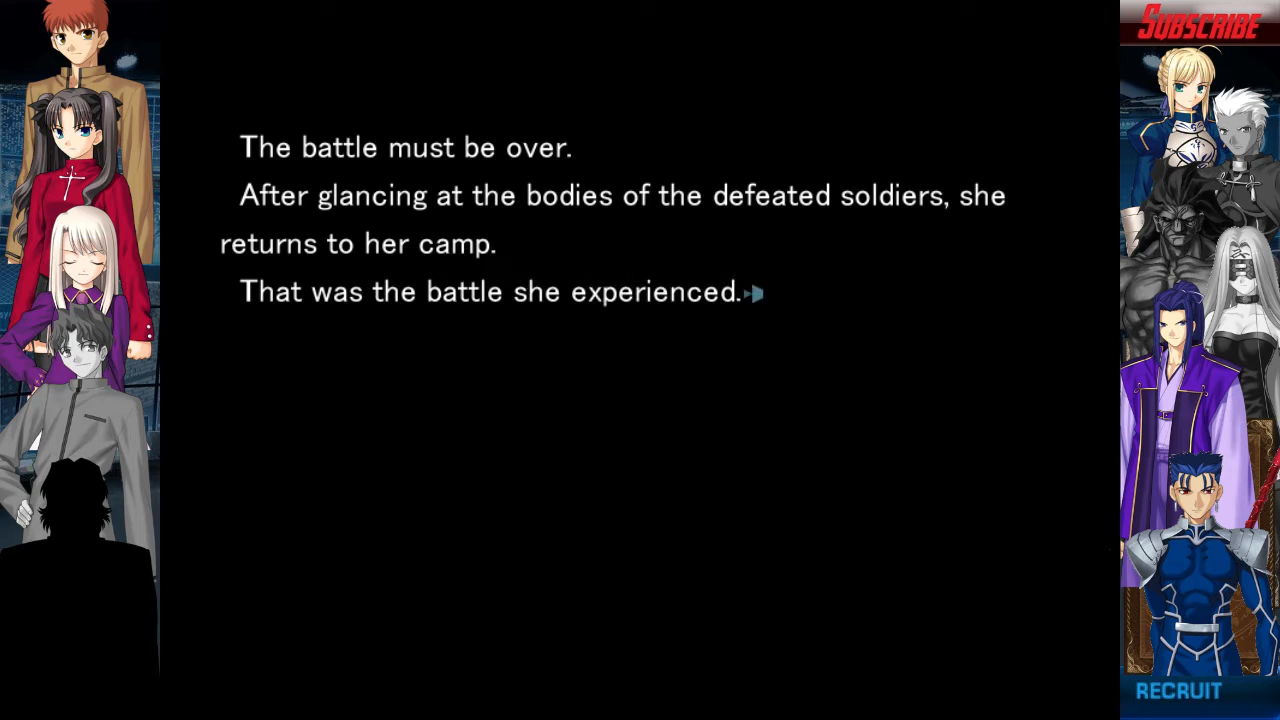 SUBSCRIBE
The battle must be over.
After glancing at the bodies of the defeated soldiers, she
returns to her camp.
That was the battle she experienced.
RECRUIT